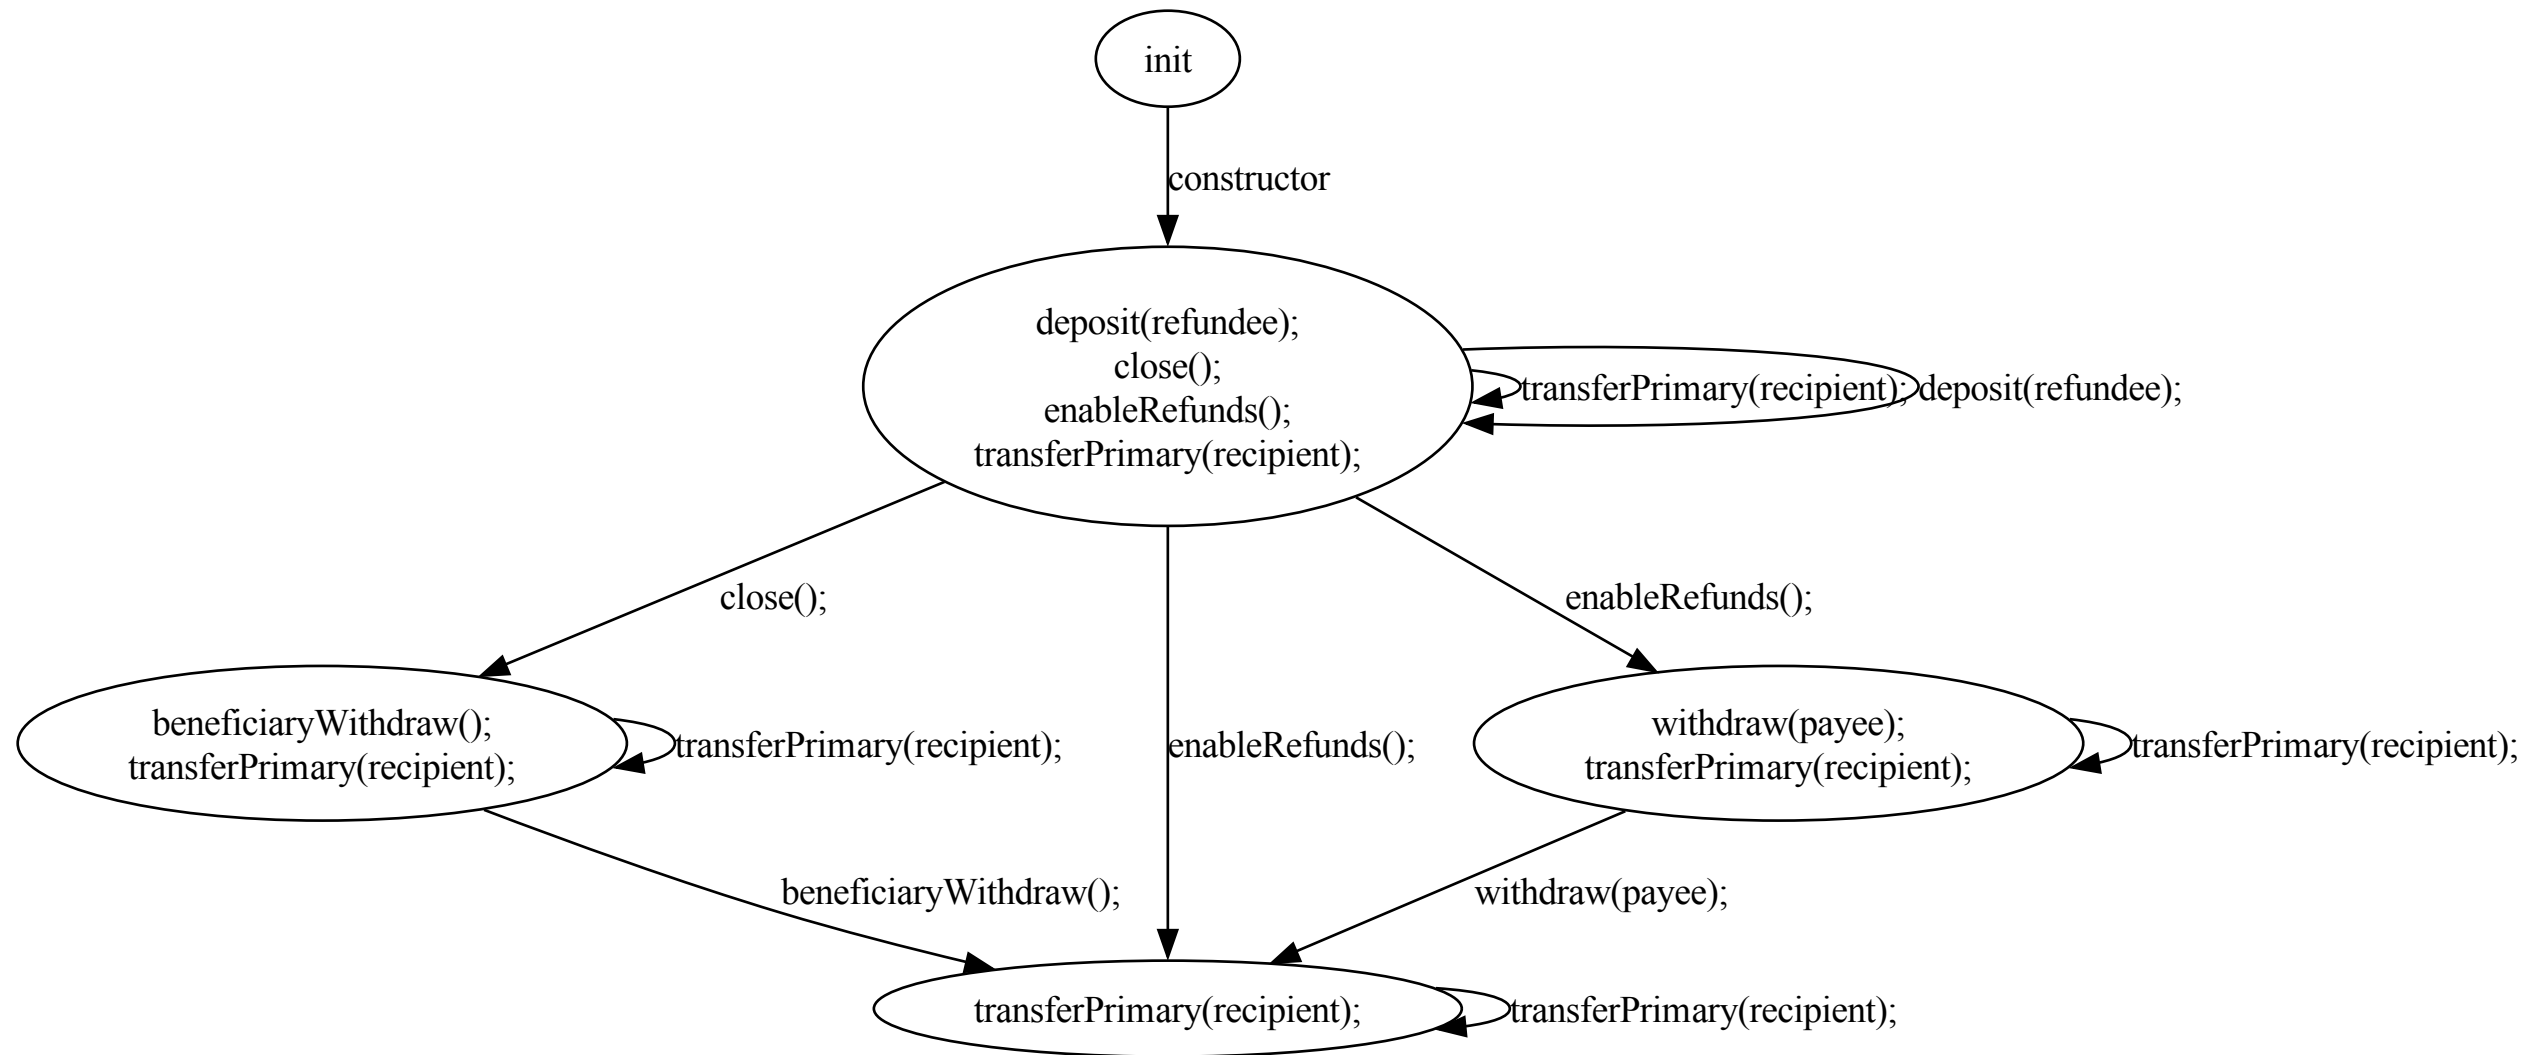 init
constructor
deposit(refundee);
close();
enableRefunds();
transferPrimary(recipient);
transferPrimary(recipient);
deposit(refundee);
close();
enableRefunds();
beneficiaryWithdraw();
transferPrimary(recipient);
transferPrimary(recipient);
enableRefunds();
withdraw(payee);
transferPrimary(recipient);
transferPrimary(recipient);
beneficiaryWithdraw();
withdraw(payee);
transferPrimary(recipient);
transferPrimary(recipient);